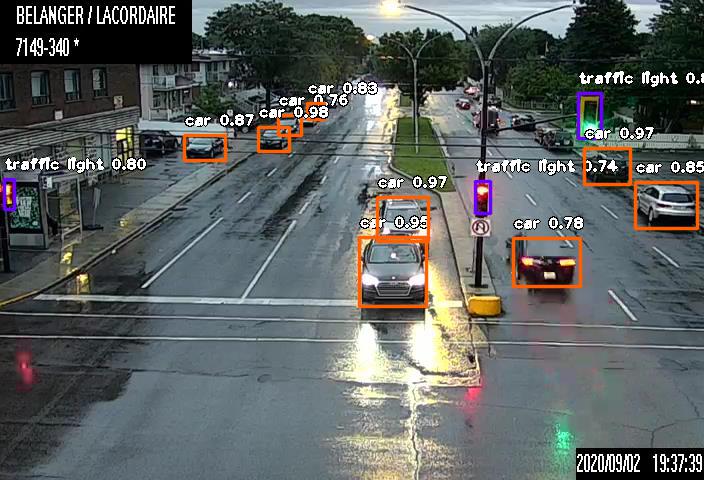 BELANGER / LACORDAIRE
7149-340 *
car 0.83
car 0.76
car 0.98
car 0.87
traffic light 0.8
car 0.97
traffic light 0.80
traffic light 0.74
car 0.85
car 0.97
car 0.95
car 0.78
2020/09/02 19:37:39